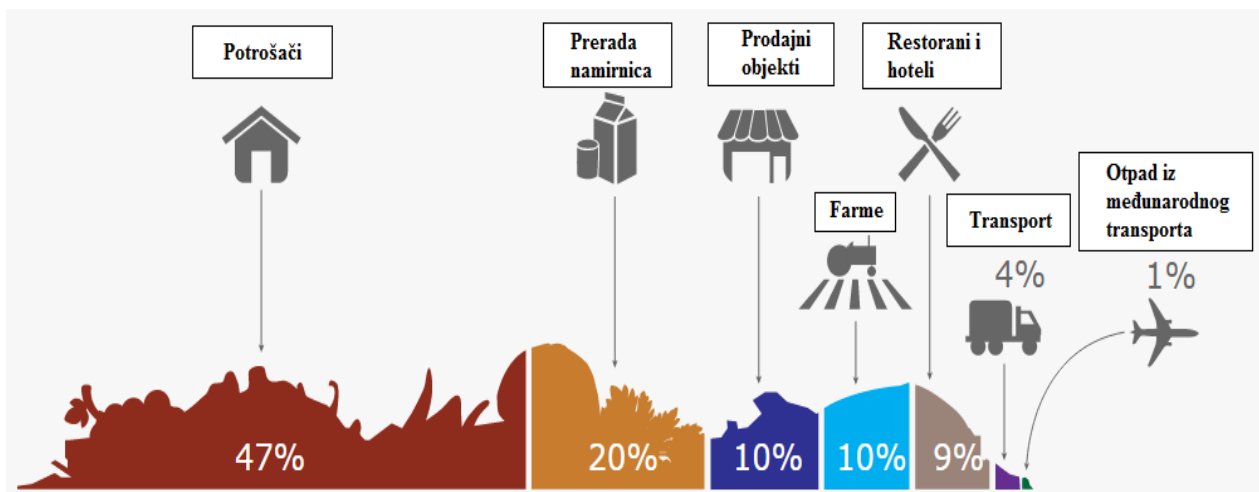 Potrošači
Prerada
namirnica
Prodajni
objekti
Restorani i
hoteli
Farme
Transport
Otpad iz
međunarodnog
transporta
4%
1%
47%
20%
10%
10%
9%